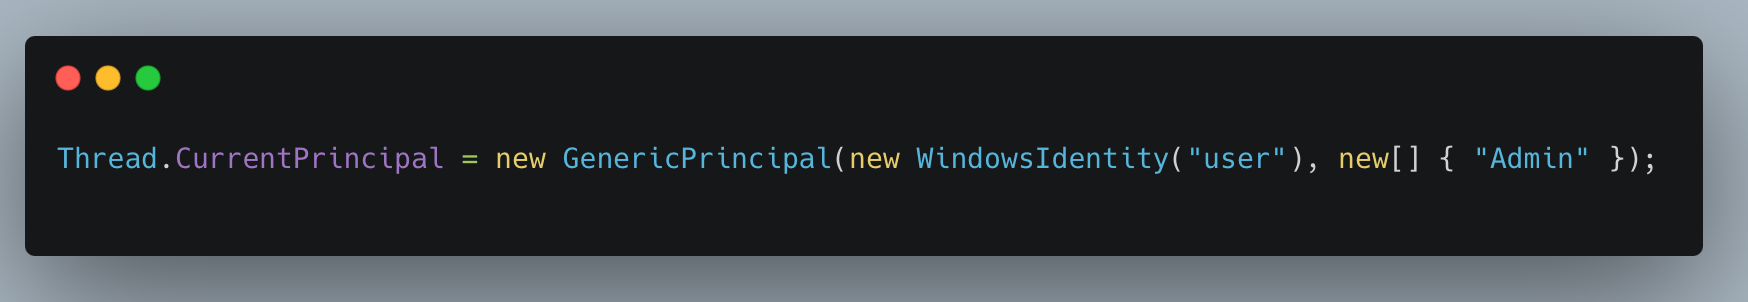 Thread.CurrentPrincipal = new GenericPrincipal(new WindowsIdentity("user"), new[] { "Admin" });